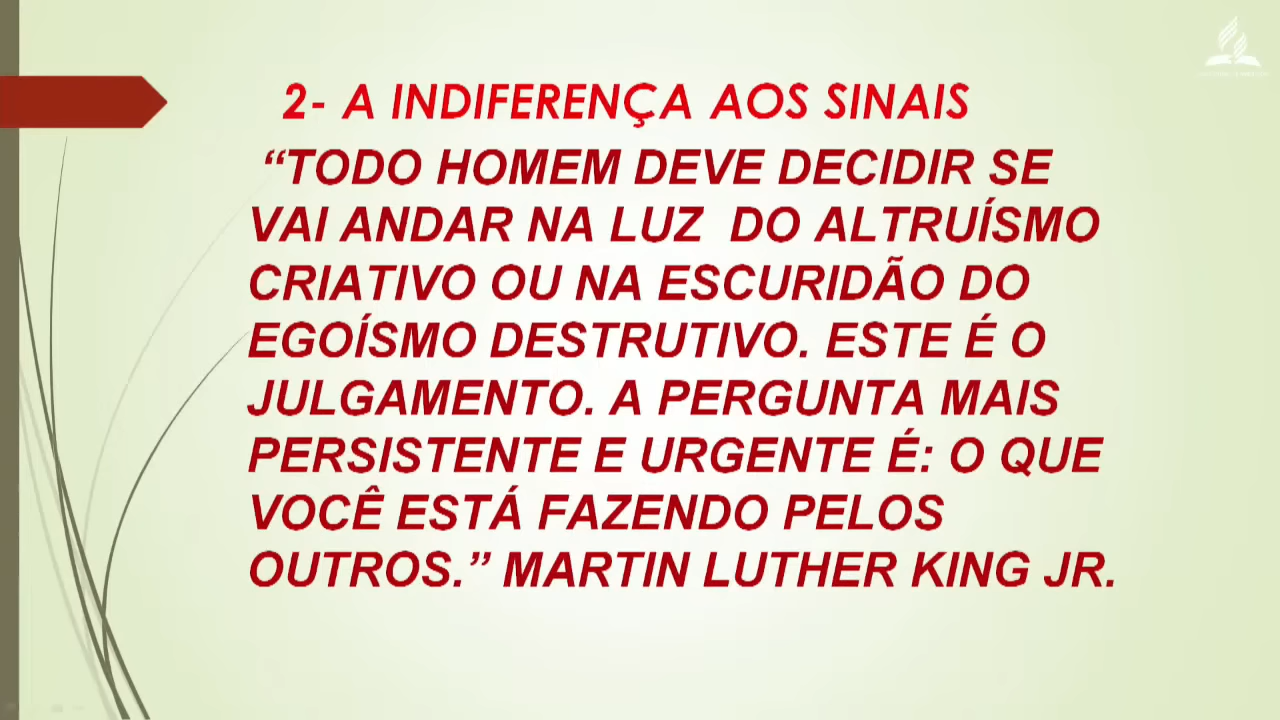 2- A INDIFERENÇA AOS SINAIS
“TODO HOMEM DEVE DECIDIR SE
VAI ANDAR NA LUZ DO ALTRUÍSMO
CRIATIVO OU NA ESCURIDÃO DO
EGOÍSMO DESTRUTIVO. ESTE É O
JULGAMENTO. A PERGUNTA MAIS
PERSISTENTE E URGENTE É: O QUE
VOCÊ ESTÁ FAZENDO PELOS
OUTROS.” MARTIN LUTHER KING JR.